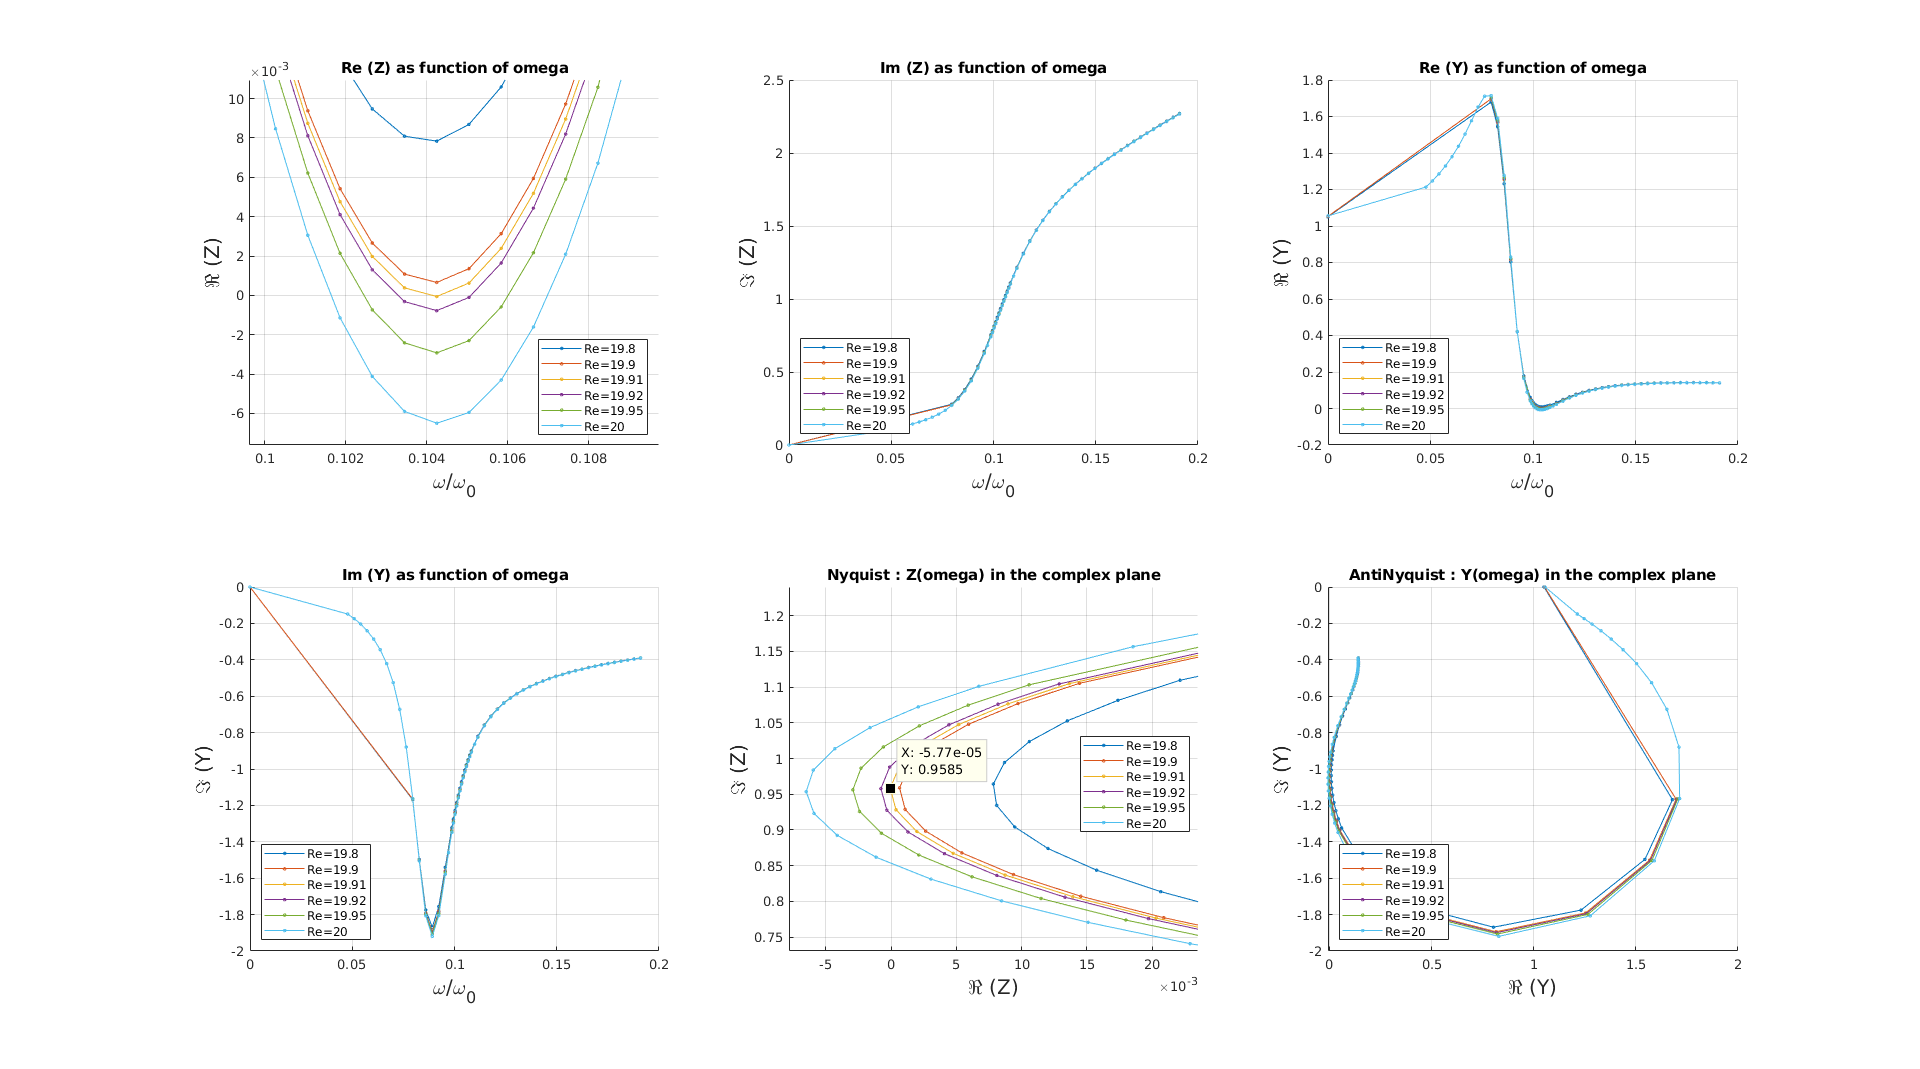 Re (Z) as function of omega
×10⁻³
10
8
6
4
2
0
-2
-4
-6
0.1
0.102
0.104
0.106
0.108
ℜ (Z)
ω/ω₀
Re=19.8
Re=19.9
Re=19.91
Re=19.92
Re=19.95
Re=20
Im (Z) as function of omega
2.5
2
1.5
1
0.5
0
0
0.05
0.1
0.15
0.2
ℑ (Z)
ω/ω₀
Re=19.8
Re=19.9
Re=19.91
Re=19.92
Re=19.95
Re=20
Re (Y) as function of omega
1.8
1.6
1.4
1.2
1
0.8
0.6
0.4
0.2
0
-0.2
0
0.05
0.1
0.15
0.2
ℜ (Y)
ω/ω₀
Re=19.8
Re=19.9
Re=19.91
Re=19.92
Re=19.95
Re=20
Im (Y) as function of omega
0
-0.2
-0.4
-0.6
-0.8
-1
-1.2
-1.4
-1.6
-1.8
-2
0
0.05
0.1
0.15
0.2
ℑ (Y)
ω/ω₀
Re=19.8
Re=19.9
Re=19.91
Re=19.92
Re=19.95
Re=20
Nyquist : Z(omega) in the complex plane
1.2
1.15
1.1
1.05
1
0.95
0.9
0.85
0.8
0.75
-5
0
5
10
15
20
×10⁻³
ℑ (Z)
ℜ (Z)
X: -5.77e-05
Y: 0.9585
Re=19.8
Re=19.9
Re=19.91
Re=19.92
Re=19.95
Re=20
AntiNyquist : Y(omega) in the complex plane
0
-0.2
-0.4
-0.6
-0.8
-1
-1.2
-1.4
-1.6
-1.8
-2
0
0.5
1
1.5
2
ℑ (Y)
ℜ (Y)
Re=19.8
Re=19.9
Re=19.91
Re=19.92
Re=19.95
Re=20